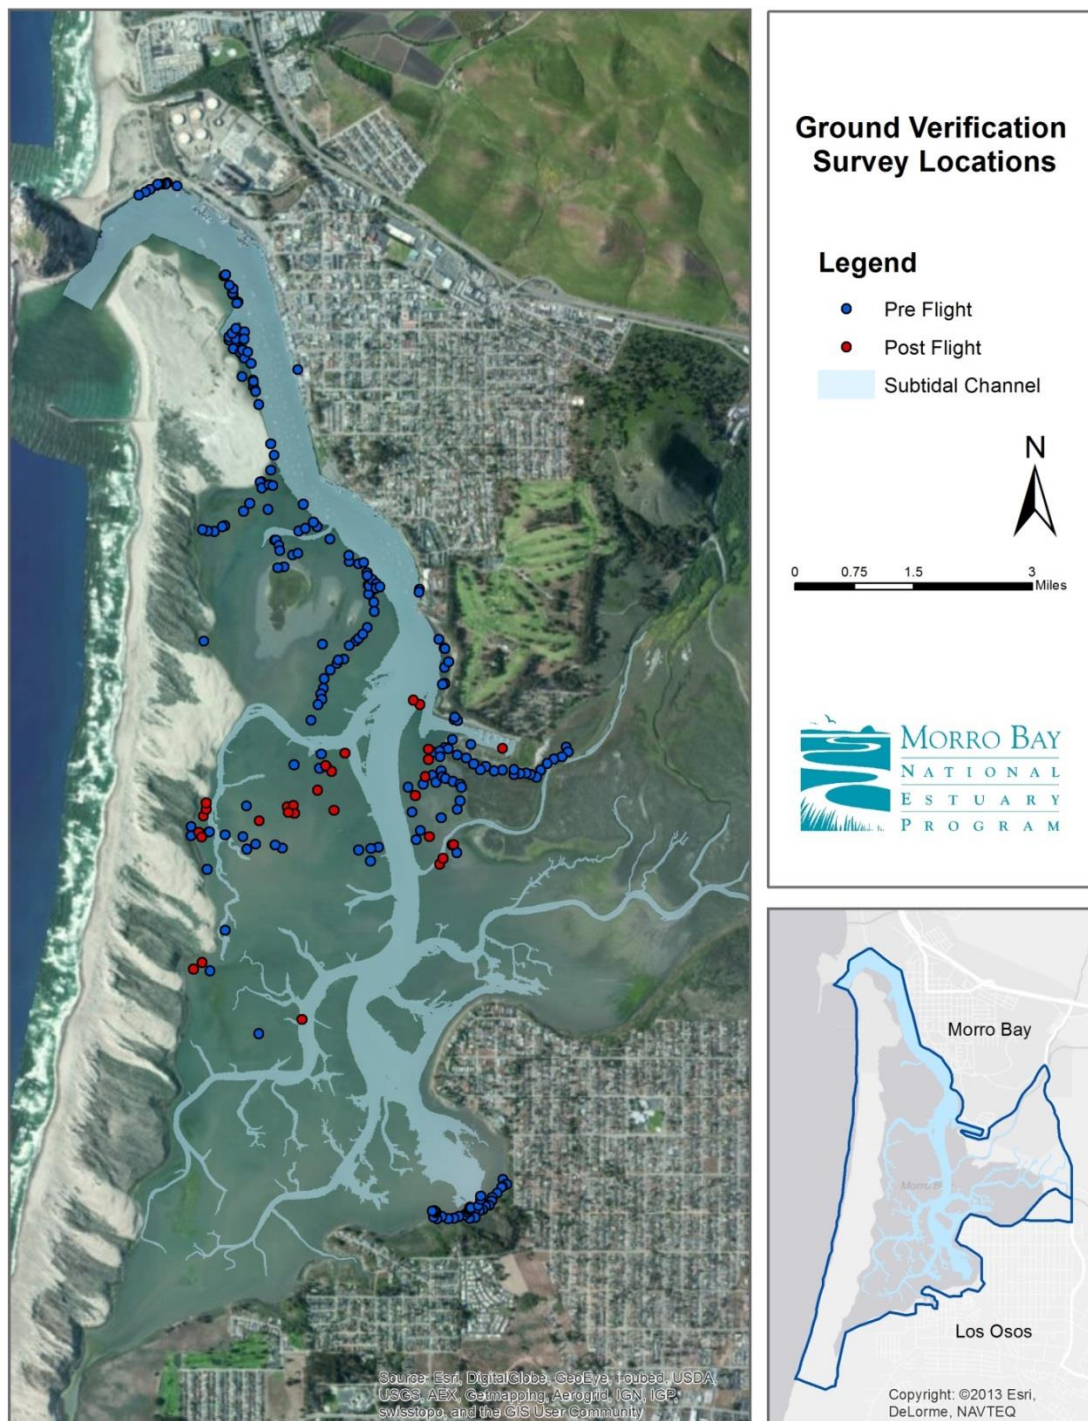 Ground Verification
Survey Locations
Legend
Pre Flight
Post Flight
Subtidal Channel
N
0 0.75 1.5 3
Miles
MORRO BAY
NATIONAL
ESTUARY
PROGRAM
Source: Esri, DigitalGlobe, GeoEye, i-cubed, USDA,
USGS, AEX, Getmapping, Aerogrid, IGN, IGP,
swisstopo, and the GIS User Community
Morro Bay
Los Osos
Copyright: ©2013 Esri,
DeLorme, NAVTEQ